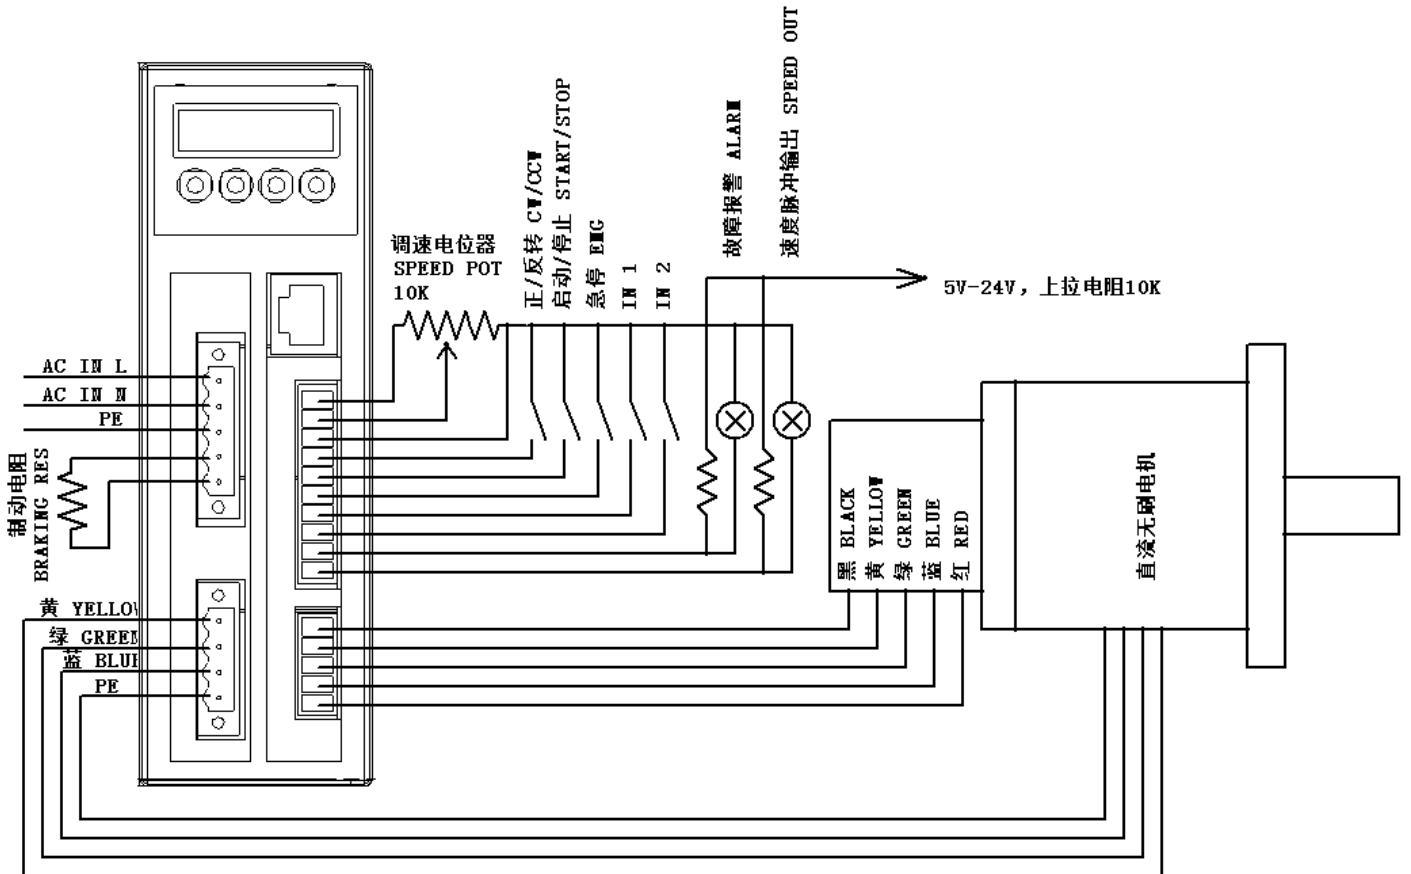 调速电位器
SPEED POT
10K
正/反转 CW/CCW
启动/停止 START/STOP
急停 EMG
IN 1
IN 2
故障报警 ALARM
速度脉冲输出 SPEED OUT
5V-24V，上拉电阻10K
AC IN L
AC IN N
PE
制动电阻
BRAKING RES
黄 YELLOW
绿 GREEN
蓝 BLUE
PE
黑 BLACK
黄 YELLOW
绿 GREEN
蓝 BLUE
红 RED
直流无刷电机